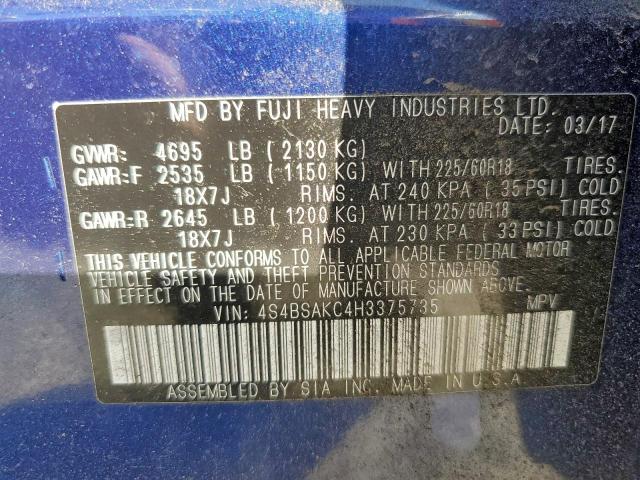 MFD BY FUJI HEAVY INDUSTRIES LTD.
DATE: 03/17
GVWR: 4695 LB (2130 KG)
GAWR:F 2535 LB (1150 KG) WITH 225/60R18 TIRES.
18X7J RIMS. AT 240 KPA (35 PSI) COLD
GAWR:R 2645 LB (1200 KG) WITH 225/60R18 TIRES.
18X7J RIMS. AT 230 KPA (33 PSI) COLD
THIS VEHICLE CONFORMS TO ALL APPLICABLE FEDERAL MOTOR
VEHICLE SAFETY AND THEFT PREVENTION STANDARDS
IN EFFECT ON THE DATE OF MANUFACTURE SHOWN ABOVE.
VIN: 4S4BSAKC4H3375735 MPV
ASSEMBLED BY SIA INC. MADE IN U.S.A